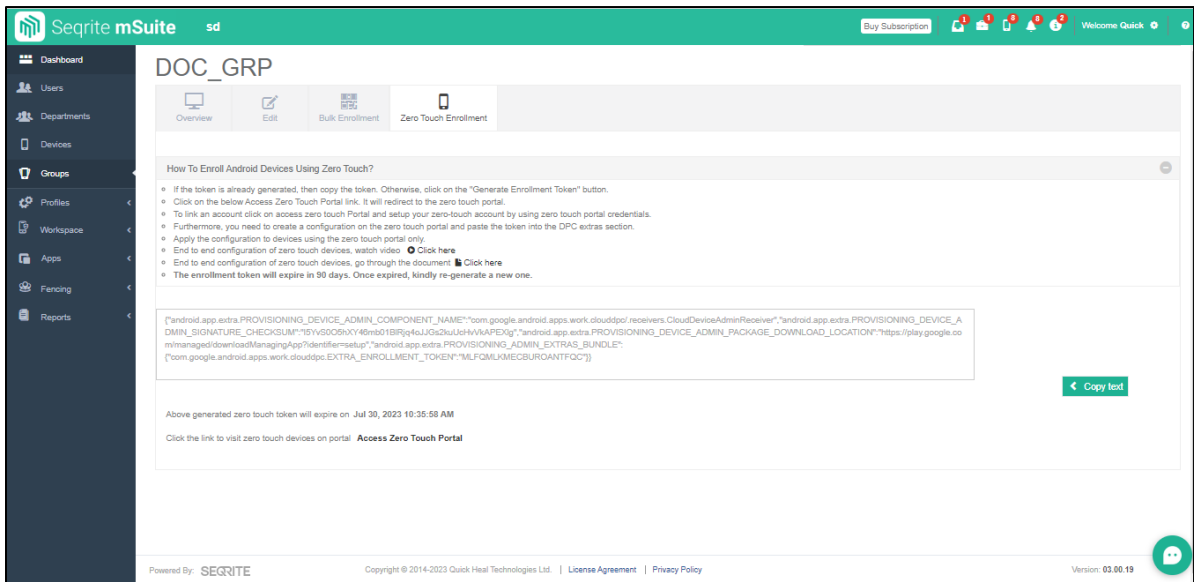 Seqrite mSuite sd Buy Subscription 1 1 8 8 2 Welcome Quick
Dashboard
Users
Departments
Devices
Groups
Profiles
Workspace
Apps
Fencing
Reports
DOC_GRP
Overview Edit Bulk Enrollment Zero Touch Enrollment
How To Enroll Android Devices Using Zero Touch?
If the token is already generated, then copy the token. Otherwise, click on the "Generate Enrollment Token" button.
Click on the below Access Zero Touch Portal link. It will redirect to the zero touch portal.
To link an account click on access zero touch Portal and setup your zero-touch account by using zero touch portal credentials.
Furthermore, you need to create a configuration on the zero touch portal and paste the token into the DPC extras section.
Apply the configuration to devices using the zero touch portal only.
End to end configuration of zero touch devices, watch video Click here
End to end configuration of zero touch devices, go through the document Click here
The enrollment token will expire in 90 days. Once expired, kindly re-generate a new one.
{"android.app.extra.PROVISIONING_DEVICE_ADMIN_COMPONENT_NAME":"com.google.android.apps.work.clouddpc/.receivers.CloudDeviceAdminReceiver","android.app.extra.PROVISIONING_DEVICE_A
DMIN_SIGNATURE_CHECKSUM":"I5YvS0O5hXY46mb01BlRjq4oJJGs2kuUcHvVkAPEXlg","android.app.extra.PROVISIONING_DEVICE_ADMIN_PACKAGE_DOWNLOAD_LOCATION":"https://play.google.co
m/managed/downloadManagingApp?identifier=setup","android.app.extra.PROVISIONING_ADMIN_EXTRAS_BUNDLE":
{"com.google.android.apps.work.clouddpc.EXTRA_ENROLLMENT_TOKEN":"MLFQMLKMECBUROANTFQC"}}
Copy text
Above generated zero touch token will expire on Jul 30, 2023 10:35:58 AM
Click the link to visit zero touch devices on portal Access Zero Touch Portal
Powered By: SEQRITE Copyright © 2014-2023 Quick Heal Technologies Ltd. | License Agreement | Privacy Policy Version: 03.00.19